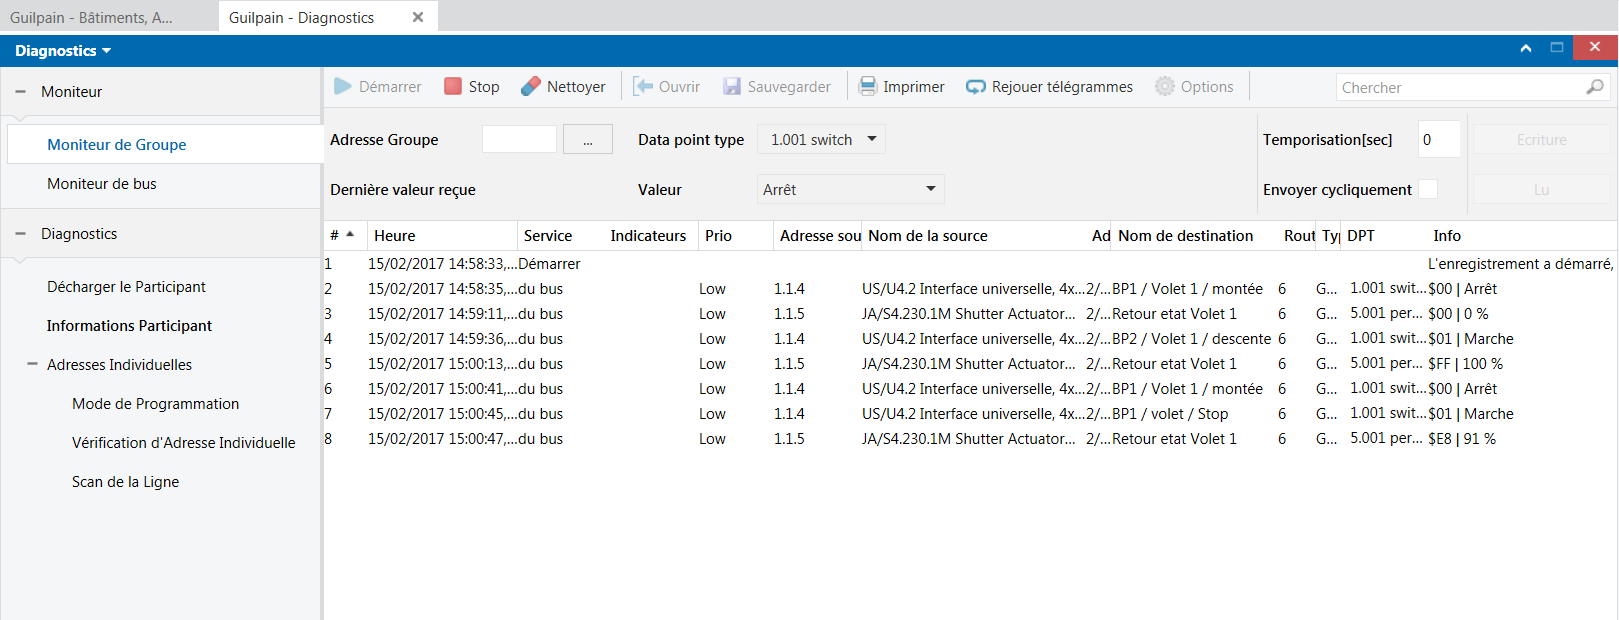 Guilpain - Bâtiments, A... Guilpain - Diagnostics
Diagnostics
Moniteur
Moniteur de Groupe
Moniteur de bus
Diagnostics
Décharger le Participant
Informations Participant
Adresses Individuelles
Mode de Programmation
Vérification d'Adresse Individuelle
Scan de la Ligne
Démarrer Stop Nettoyer Ouvrir Sauvegarder Imprimer Rejouer télégrammes Options Chercher
Adresse Groupe ... Data point type 1.001 switch Temporisation[sec] 0 Ecriture
Dernière valeur reçue Valeur Arrêt Envoyer cycliquement Lu
# Heure Service Indicateurs Prio Adresse sou Nom de la source Ad Nom de destination Rout Ty DPT Info
1 15/02/2017 14:58:33,... Démarrer L'enregistrement a démarré,
2 15/02/2017 14:58:35,... du bus Low 1.1.4 US/U4.2 Interface universelle, 4x... 2/... BP1 / Volet 1 / montée 6 G... 1.001 swit... $00 | Arrêt
3 15/02/2017 14:59:11,... du bus Low 1.1.5 JA/S4.230.1M Shutter Actuator... 2/... Retour etat Volet 1 6 G... 5.001 per... $00 | 0 %
4 15/02/2017 14:59:36,... du bus Low 1.1.4 US/U4.2 Interface universelle, 4x... 2/... BP2 / Volet 1 / descente 6 G... 1.001 swit... $01 | Marche
5 15/02/2017 15:00:13,... du bus Low 1.1.5 JA/S4.230.1M Shutter Actuator... 2/... Retour etat Volet 1 6 G... 5.001 per... $FF | 100 %
6 15/02/2017 15:00:41,... du bus Low 1.1.4 US/U4.2 Interface universelle, 4x... 2/... BP1 / Volet 1 / montée 6 G... 1.001 swit... $00 | Arrêt
7 15/02/2017 15:00:45,... du bus Low 1.1.4 US/U4.2 Interface universelle, 4x... 2/... BP1 / volet / Stop 6 G... 1.001 swit... $01 | Marche
8 15/02/2017 15:00:47,... du bus Low 1.1.5 JA/S4.230.1M Shutter Actuator... 2/... Retour etat Volet 1 6 G... 5.001 per... $E8 | 91 %